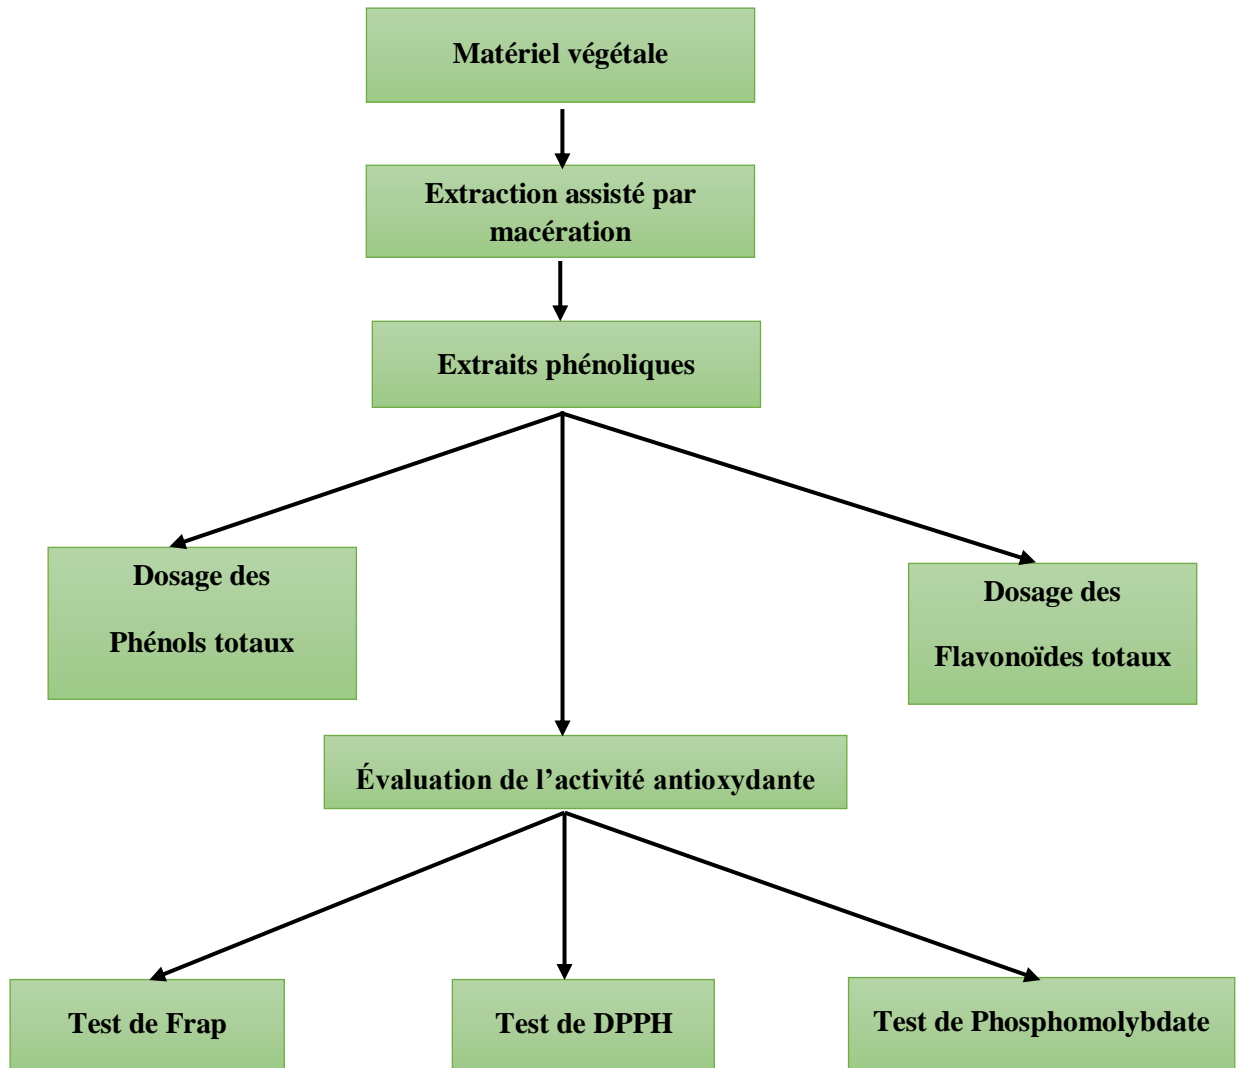 Matériel végétale
Extraction assisté par
macération
Extraits phénoliques
Dosage des
Phénols totaux
Dosage des
Flavonoïdes totaux
Évaluation de l’activité antioxydante
Test de Frap
Test de DPPH
Test de Phosphomolybdate